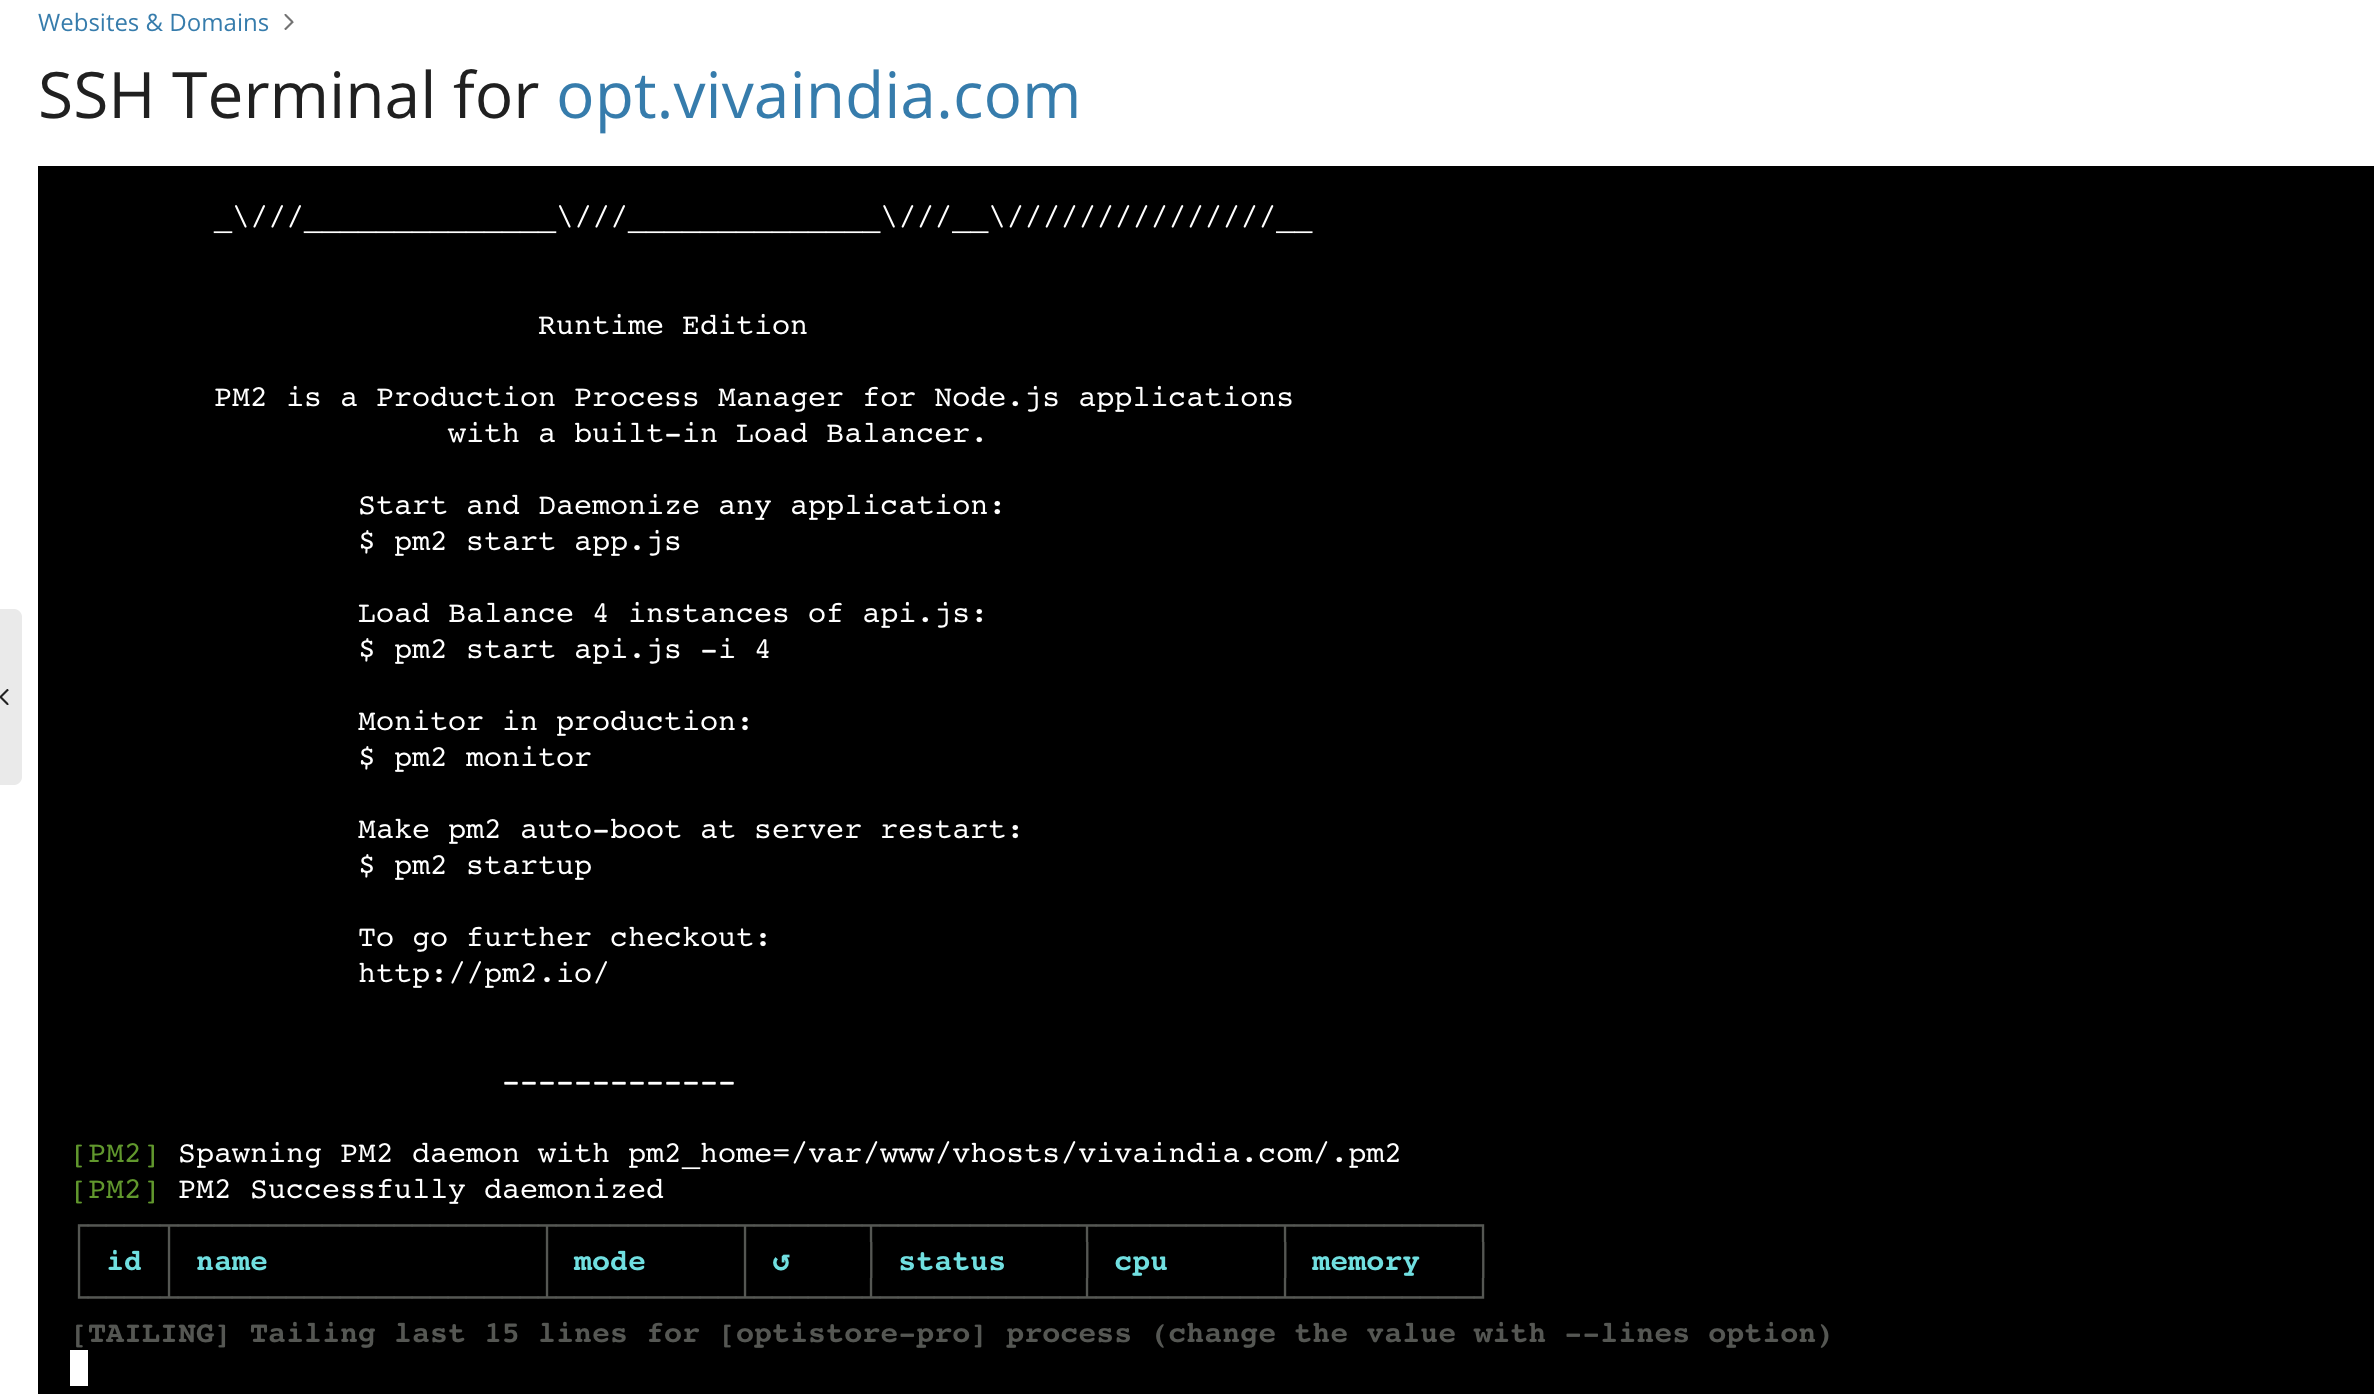 Websites & Domains >
SSH Terminal for opt.vivaindia.com
_\///______________\///______________\///__\///////////////__
Runtime Edition
PM2 is a Production Process Manager for Node.js applications
with a built-in Load Balancer.
Start and Daemonize any application:
$ pm2 start app.js
Load Balance 4 instances of api.js:
$ pm2 start api.js -i 4
Monitor in production:
$ pm2 monitor
Make pm2 auto-boot at server restart:
$ pm2 startup
To go further checkout:
http://pm2.io/
-------------
[PM2] Spawning PM2 daemon with pm2_home=/var/www/vhosts/vivaindia.com/.pm2
[PM2] PM2 Successfully daemonized
id name mode ↺ status cpu memory
[TAILING] Tailing last 15 lines for [optistore-pro] process (change the value with --lines option)